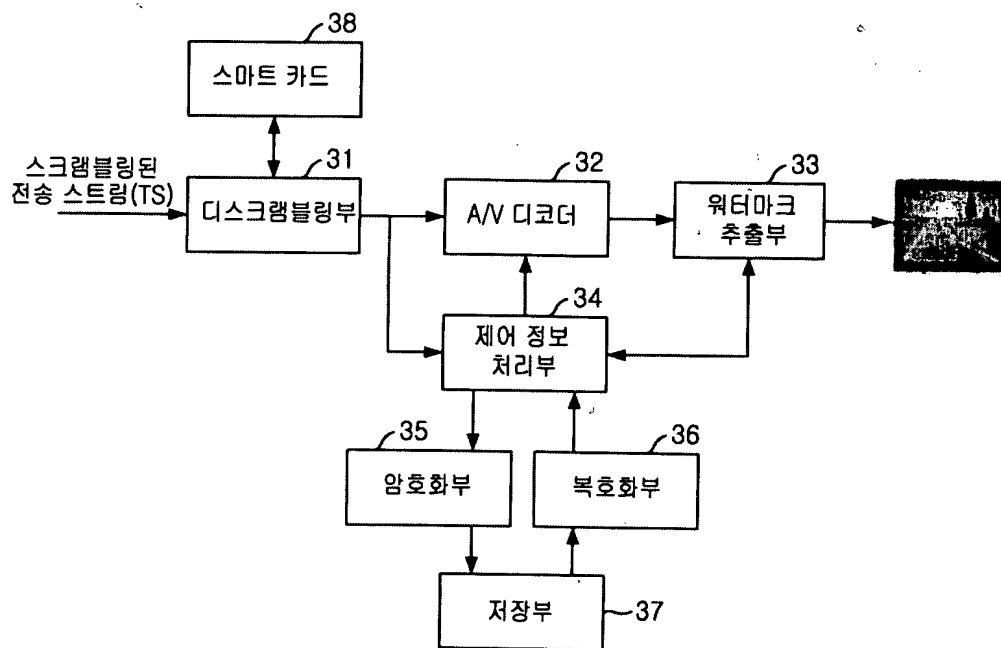 38
스마트 카드
스크램블링된
전송 스트링(TS)
31
디스크램블링부
32
A/V 디코더
33
워터마크
추출부
34
제어 정보
처리부
35
암호화부
36
복호화부
저장부
37